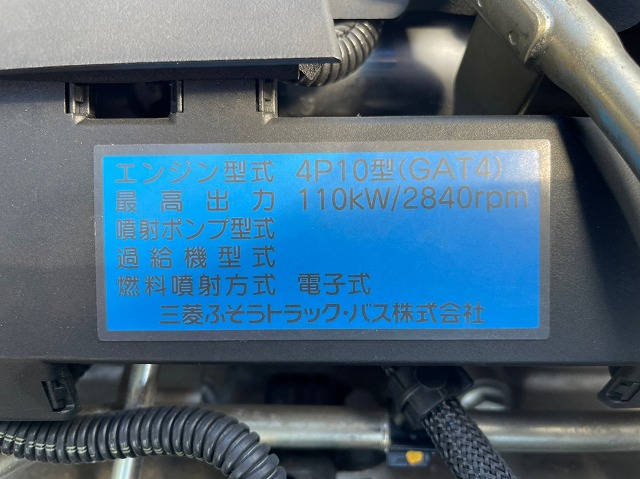 エンジン型式 4P10型(GAT4)
最高出力 110kW/2840rpm
噴射ポンプ型式
過給機型式
燃料噴射方式 電子式
三菱ふそうトラック・バス株式会社